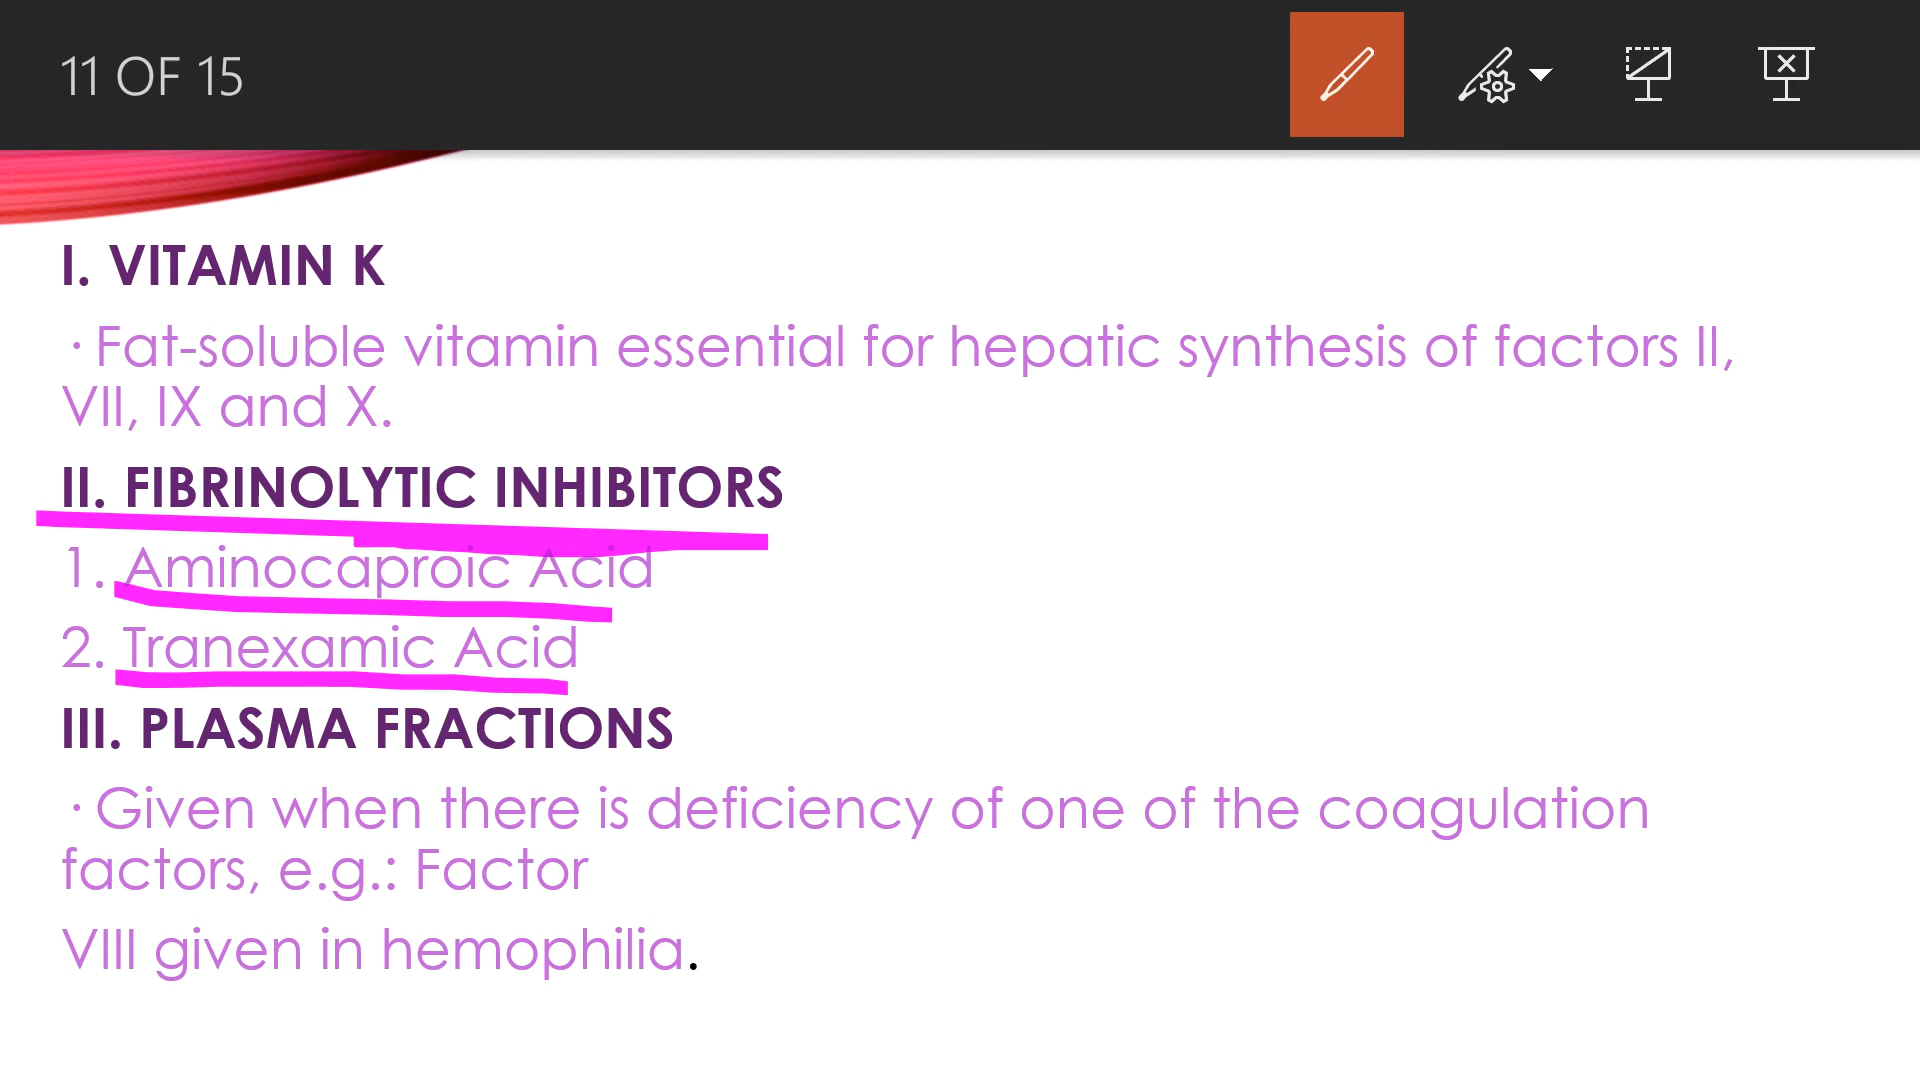 11 OF 15
I. VITAMIN K
· Fat-soluble vitamin essential for hepatic synthesis of factors II,
VII, IX and X.
II. FIBRINOLYTIC INHIBITORS
1. Aminocaproic Acid
2. Tranexamic Acid
III. PLASMA FRACTIONS
· Given when there is deficiency of one of the coagulation
factors, e.g.: Factor
VIII given in hemophilia.